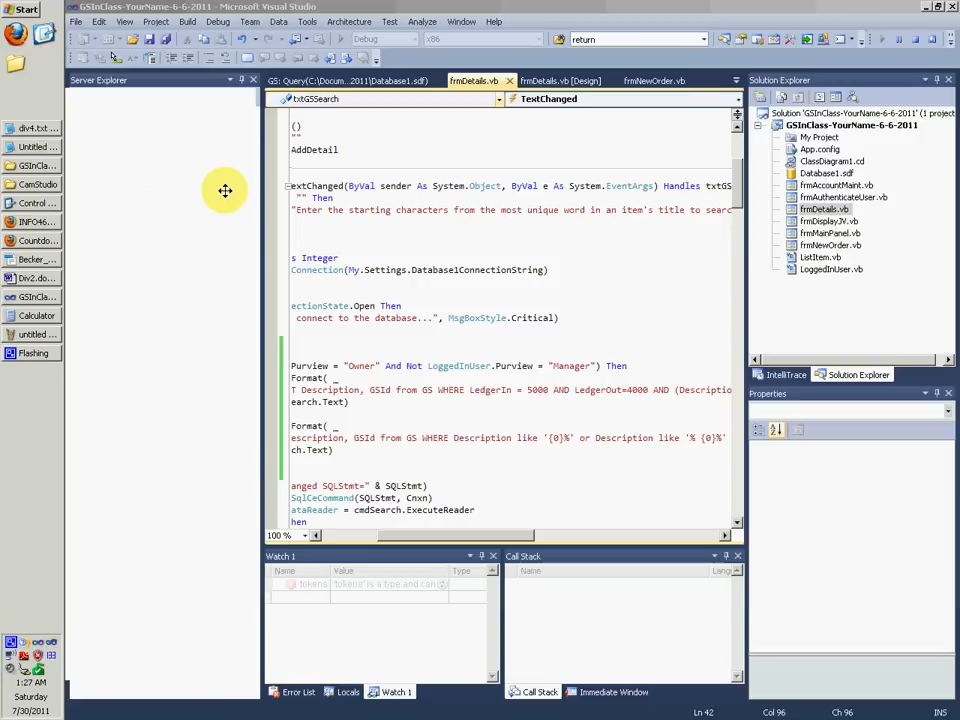 Start
GSInClass-YourName-6-6-2011 - Microsoft Visual Studio
File Edit View Project Build Debug Team Data Tools Architecture Test Analyze Window Help
Debug x86 return
Server Explorer
GS: Query(C:\Docum...2011\Database1.sdf) frmDetails.vb frmDetails.vb [Design] frmNewOrder.vb
Solution Explorer
txtGSSearch TextChanged
()
""
AddDetail
extChanged(ByVal sender As System.Object, ByVal e As System.EventArgs) Handles txtGS
"" Then
"Enter the starting characters from the most unique word in an item's title to searc
s Integer
Connection(My.Settings.Database1ConnectionString)
ectionState.Open Then
connect to the database...", MsgBoxStyle.Critical)
Purview = "Owner" And Not LoggedInUser.Purview = "Manager") Then
Format( _
T Description, GSId from GS WHERE LedgerIn = 5000 AND LedgerOut=4000 AND (Descriptio
earch.Text)
Format( _
escription, GSId from GS WHERE Description like '{0}%' or Description like '% {0}%'
ch.Text)
anged SQLStmt=" & SQLStmt)
SqlCeCommand(SQLStmt, Cnxn)
ataReader = cmdSearch.ExecuteReader
hen
100 %
Solution 'GSInClass-YourName-6-6-2011' (1 projec
GSInClass-YourName-6-6-2011
My Project
App.config
ClassDiagram1.cd
Database1.sdf
frmAccountMaint.vb
frmAuthenticateUser.vb
frmDetails.vb
frmDisplayJV.vb
frmMainPanel.vb
frmNewOrder.vb
ListItem.vb
LoggedInUser.vb
IntelliTrace Solution Explorer
Properties
Watch 1
Name Value Type
tokens 'tokens' is a type and can
Call Stack
Name Lang
Error List Locals Watch 1
Call Stack Immediate Window
Ln 42 Col 96 Ch 96 INS
div4.txt ...
Untitled ...
GSInCla...
CamStudio
Control ...
INFO46...
Countdo...
Becker_...
Div2.do...
GSInCla...
Calculator
untitled ...
Flashing
1:27 AM
Saturday
7/30/2011